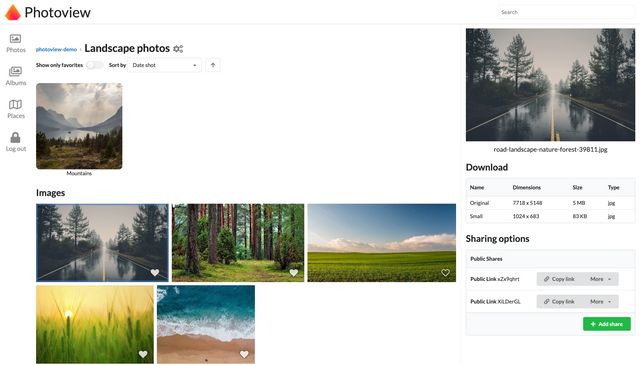 Photoview
Search
Photos
Albums
Places
Log out
photoview-demo › Landscape photos
Show only favorites
Sort by
Date shot
Mountains
Images
road-landscape-nature-forest-39811.jpg
Download
Name Dimensions Size Type
Original 7718 x 5148 5 MB jpg
Small 1024 x 683 83 KB jpg
Sharing options
Public Shares
Public Link xZx9qhrt Copy link More
Public Link XiLDerGL Copy link More
Add share